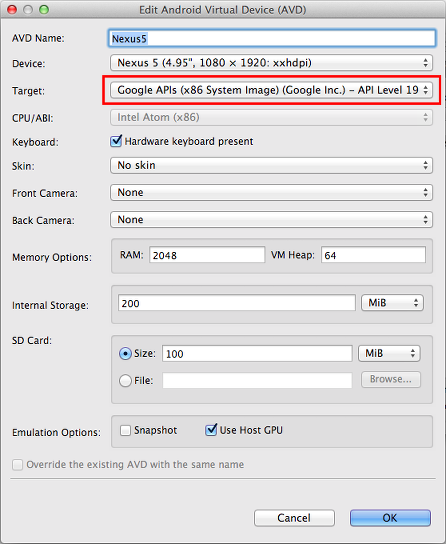 Edit Android Virtual Device (AVD)
AVD Name: Nexus5
Device: Nexus 5 (4.95", 1080 × 1920: xxhdpi)
Target: Google APIs (x86 System Image) (Google Inc.) – API Level 19
CPU/ABI: Intel Atom (x86)
Keyboard: Hardware keyboard present
Skin: No skin
Front Camera: None
Back Camera: None
Memory Options: RAM: 2048 VM Heap: 64
Internal Storage: 200 MiB
SD Card:
Size: 100 MiB
File: Browse...
Emulation Options: Snapshot Use Host GPU
Override the existing AVD with the same name
Cancel OK